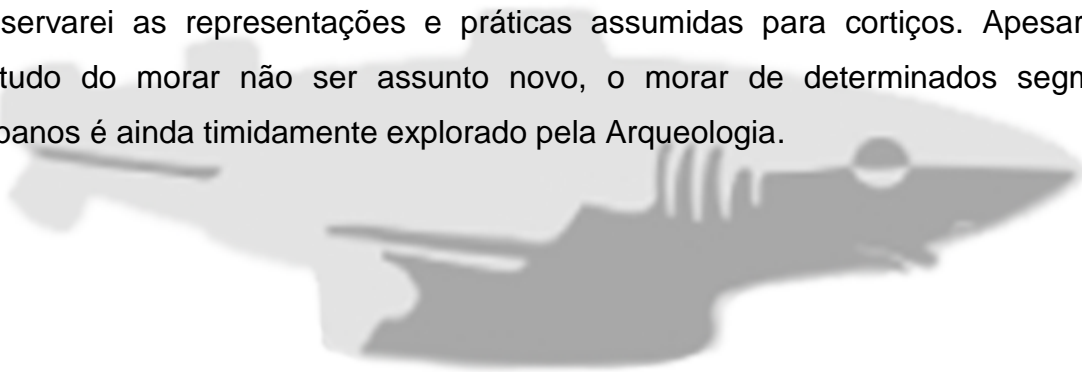 servarei as representações e práticas assumidas para cortiços. Apesar
tudo do morar não ser assunto novo, o morar de determinados segm
banos é ainda timidamente explorado pela Arqueologia.